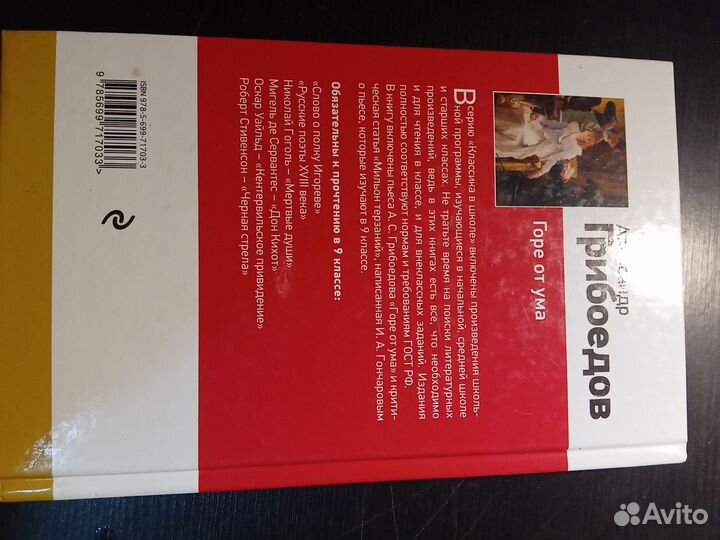 Александр
Грибоедов
Горе от ума
В серию «Классика в школе» включены произведения школь-
ной программы, изучающиеся в начальной, средней школе
и старших классах. Не тратьте время на поиски литературных
произведений, ведь в этих книгах есть все, что необходимо
и для чтения в классе, и для внеклассных заданий. Издания
полностью соответствуют нормам и требованиям ГОСТ РФ.
В книгу включены пьеса А. С. Грибоедова «Горе от ума» и крити-
ческая статья «Мильон терзаний», написанная И. А. Гончаровым
о пьесе, которые изучают в 9 классе.
Обязательны к прочтению в 9 классе:
«Слово о полку Игореве»
«Русские поэты XVIII века»
Николай Гоголь – «Мертвые души»
Мигель де Сервантес – «Дон Кихот»
Оскар Уайльд – «Кентервильское привидение»
Роберт Стивенсон – «Черная стрела»
ISBN 978-5-699-71703-3
9 785699 717033 >
Avito